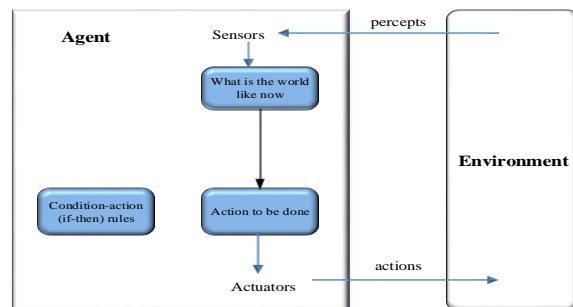 percepts
Agent
Sensors
What is the world
like now
Environment
Condition-action
(if-then) rules
Action to be done
actions
Actuators